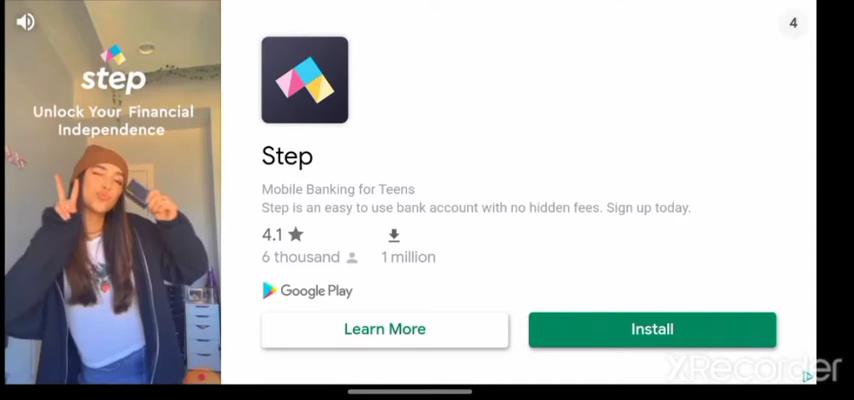 step
Unlock Your Financial
Independence
4
Step
Mobile Banking for Teens
Step is an easy to use bank account with no hidden fees. Sign up today.
4.1
6 thousand
1 million
Google Play
Learn More
Install
XRecorder